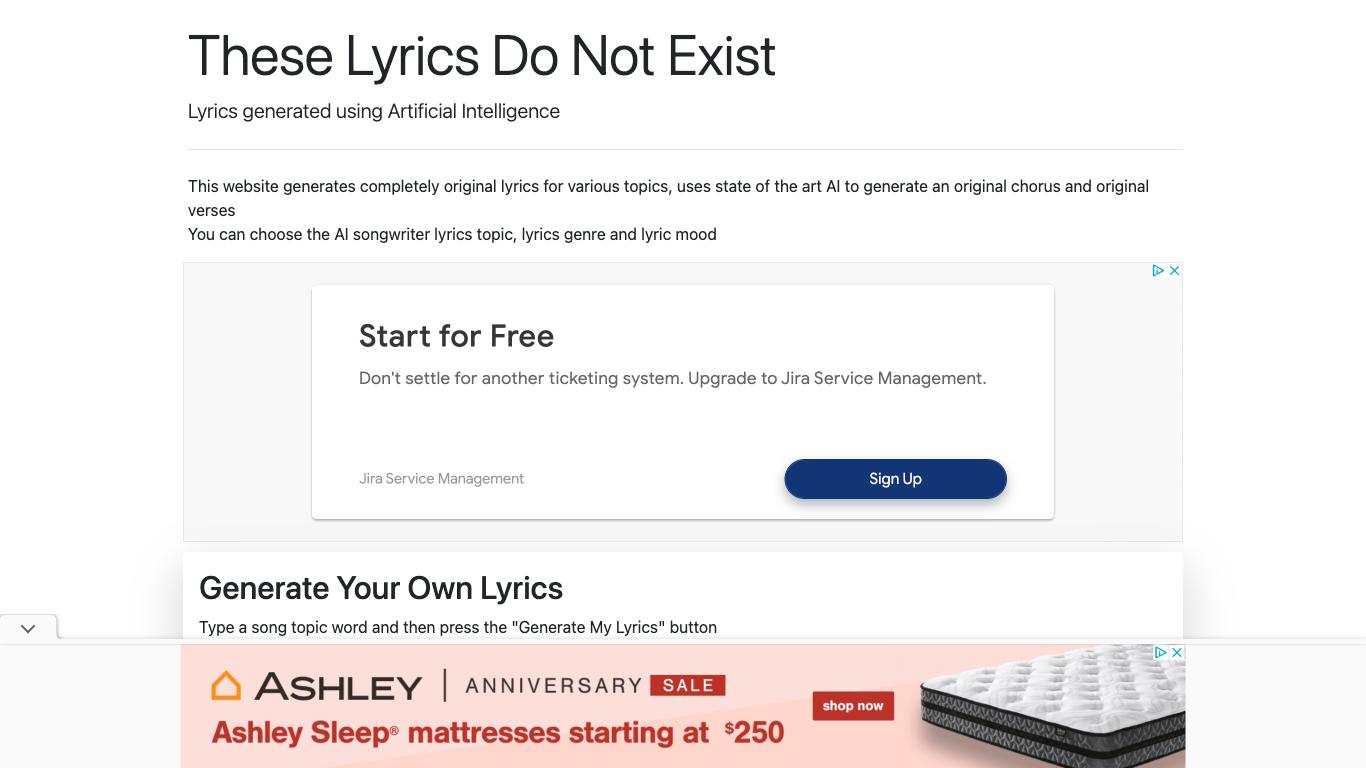 These Lyrics Do Not Exist
Lyrics generated using Artificial Intelligence
This website generates completely original lyrics for various topics, uses state of the art AI to generate an original chorus and original
verses
You can choose the AI songwriter lyrics topic, lyrics genre and lyric mood
Start for Free
Don't settle for another ticketing system. Upgrade to Jira Service Management.
Jira Service Management
Sign Up
Generate Your Own Lyrics
Type a song topic word and then press the "Generate My Lyrics" button
ASHLEY ANNIVERSARY SALE
Ashley Sleep® mattresses starting at $250
shop now